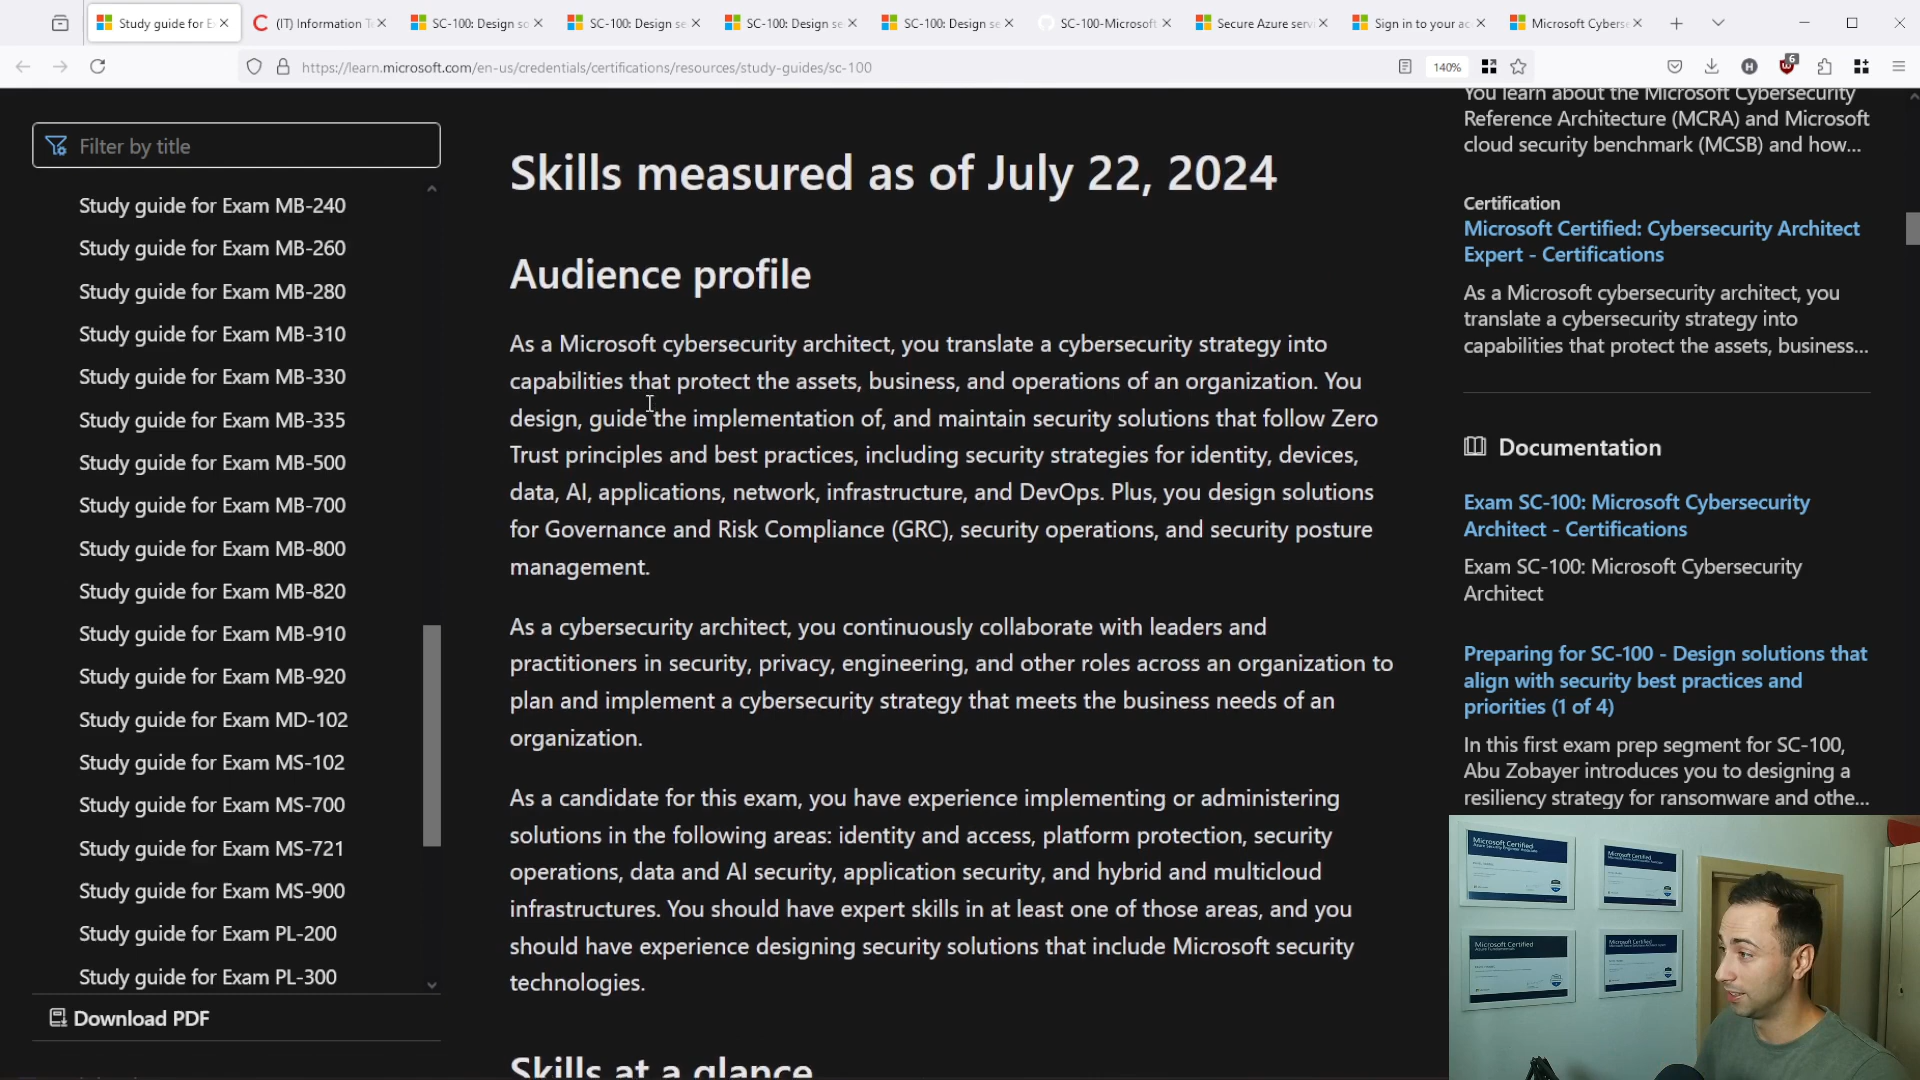 Study guide for E
(IT) Information T
SC-100: Design so
SC-100: Design se
SC-100: Design se
SC-100: Design se
SC-100-Microsoft
Secure Azure servi
Sign in to your ac
Microsoft Cyberse
https://learn.microsoft.com/en-us/credentials/certifications/resources/study-guides/sc-100
140%
6
Filter by title
Study guide for Exam MB-240
Study guide for Exam MB-260
Study guide for Exam MB-280
Study guide for Exam MB-310
Study guide for Exam MB-330
Study guide for Exam MB-335
Study guide for Exam MB-500
Study guide for Exam MB-700
Study guide for Exam MB-800
Study guide for Exam MB-820
Study guide for Exam MB-910
Study guide for Exam MB-920
Study guide for Exam MD-102
Study guide for Exam MS-102
Study guide for Exam MS-700
Study guide for Exam MS-721
Study guide for Exam MS-900
Study guide for Exam PL-200
Study guide for Exam PL-300
Download PDF
Skills measured as of July 22, 2024
Audience profile
As a Microsoft cybersecurity architect, you translate a cybersecurity strategy into
capabilities that protect the assets, business, and operations of an organization. You
design, guide the implementation of, and maintain security solutions that follow Zero
Trust principles and best practices, including security strategies for identity, devices,
data, AI, applications, network, infrastructure, and DevOps. Plus, you design solutions
for Governance and Risk Compliance (GRC), security operations, and security posture
management.
As a cybersecurity architect, you continuously collaborate with leaders and
practitioners in security, privacy, engineering, and other roles across an organization to
plan and implement a cybersecurity strategy that meets the business needs of an
organization.
As a candidate for this exam, you have experience implementing or administering
solutions in the following areas: identity and access, platform protection, security
operations, data and AI security, application security, and hybrid and multicloud
infrastructures. You should have expert skills in at least one of those areas, and you
should have experience designing security solutions that include Microsoft security
technologies.
Skills at a glance
You learn about the Microsoft Cybersecurity
Reference Architecture (MCRA) and Microsoft
cloud security benchmark (MCSB) and how...
Certification
Microsoft Certified: Cybersecurity Architect
Expert - Certifications
As a Microsoft cybersecurity architect, you
translate a cybersecurity strategy into
capabilities that protect the assets, business...
Documentation
Exam SC-100: Microsoft Cybersecurity
Architect - Certifications
Exam SC-100: Microsoft Cybersecurity
Architect
Preparing for SC-100 - Design solutions that
align with security best practices and
priorities (1 of 4)
In this first exam prep segment for SC-100,
Abu Zobayer introduces you to designing a
resiliency strategy for ransomware and othe...
Microsoft Certified
Microsoft Certified
Microsoft Certified
Microsoft Certified